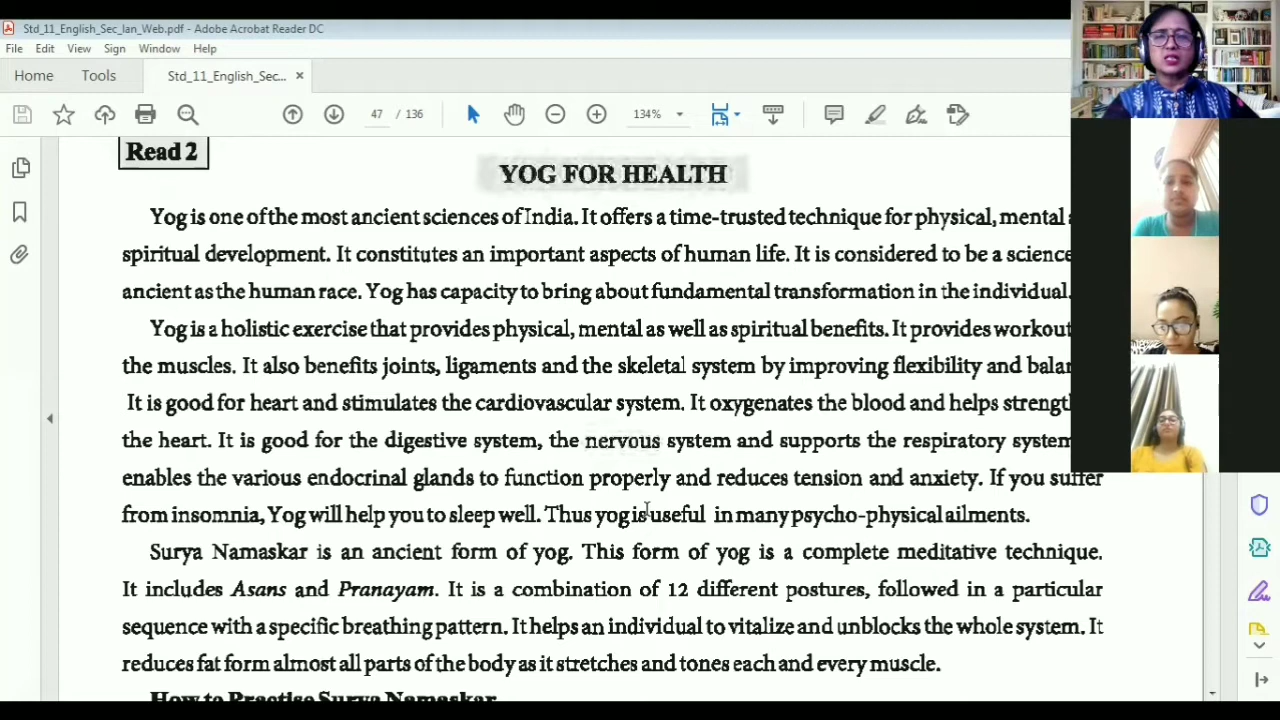 Std_11_English_Sec_lan_Web.pdf - Adobe Acrobat Reader DC
File Edit View Sign Window Help
Home Tools Std_11_English_Sec... ×
47 / 136 134%
Read 2
YOG FOR HEALTH
Yog is one of the most ancient sciences of India. It offers a time-trusted technique for physical, mental
spiritual development. It constitutes an important aspects of human life. It is considered to be a science
ancient as the human race. Yog has capacity to bring about fundamental transformation in the individual.
Yog is a holistic exercise that provides physical, mental as well as spiritual benefits. It provides workout
the muscles. It also benefits joints, ligaments and the skeletal system by improving flexibility and balan
It is good for heart and stimulates the cardiovascular system. It oxygenates the blood and helps strength
the heart. It is good for the digestive system, the nervous system and supports the respiratory system
enables the various endocrinal glands to function properly and reduces tension and anxiety. If you suffer
from insomnia, Yog will help you to sleep well. Thus yog is useful in many psycho-physical ailments.
Surya Namaskar is an ancient form of yog. This form of yog is a complete meditative technique.
It includes Asans and Pranayam. It is a combination of 12 different postures, followed in a particular
sequence with a specific breathing pattern. It helps an individual to vitalize and unblocks the whole system. It
reduces fat form almost all parts of the body as it stretches and tones each and every muscle.
How to Practise Surya Namaskar